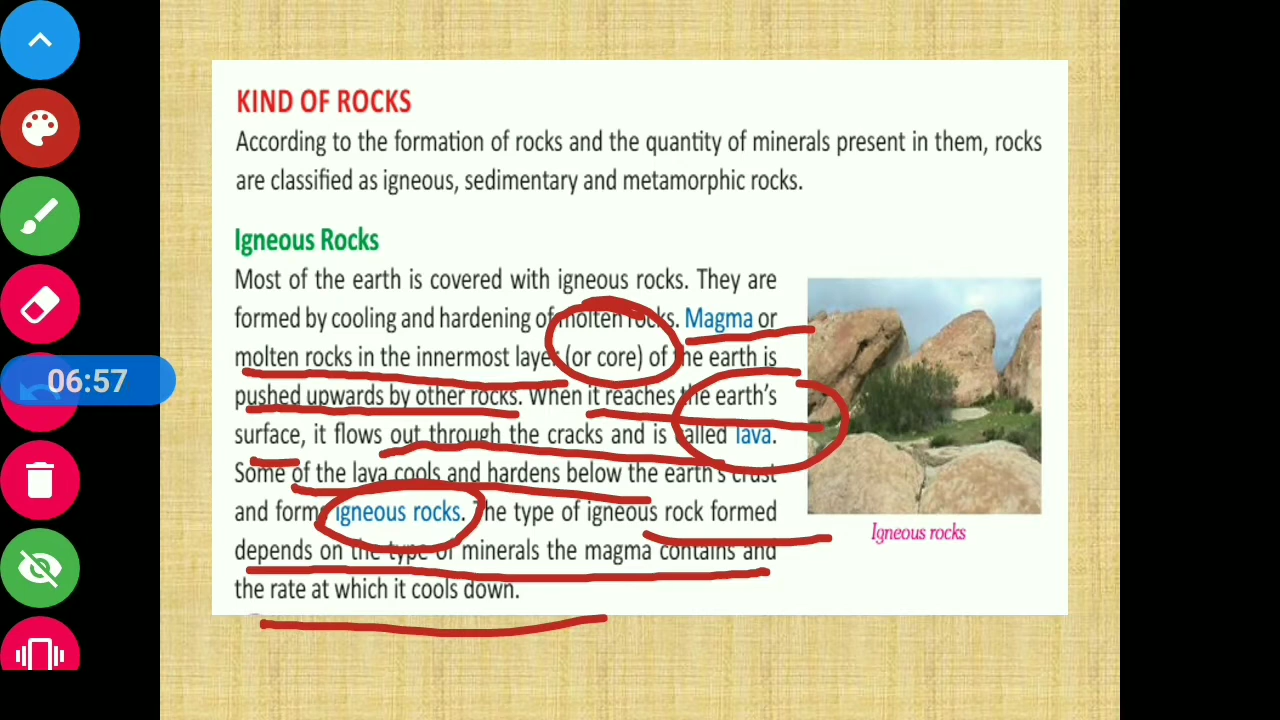 KIND OF ROCKS
According to the formation of rocks and the quantity of minerals present in them, rocks
are classified as igneous, sedimentary and metamorphic rocks.
Igneous Rocks
Most of the earth is covered with igneous rocks. They are
formed by cooling and hardening of molten rocks. Magma or
molten rocks in the innermost layer (or core) of the earth is
pushed upwards by other rocks. When it reaches the earth's
surface, it flows out through the cracks and is called lava.
Some of the lava cools and hardens below the earth's crust
and forms igneous rocks. The type of igneous rock formed
depends on the type of minerals the magma contains and
the rate at which it cools down.
Igneous rocks
06:57